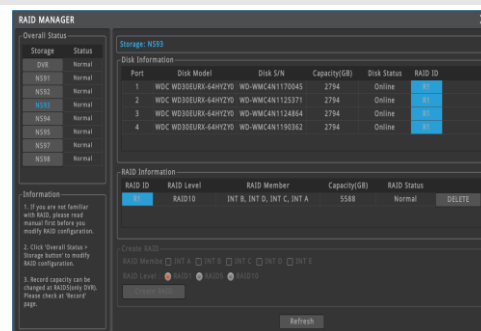 RAID MANAGER
Overall Status
Storage Status
DVR Normal
NS91 Normal
NS92 Normal
NS93 Normal
NS94 Normal
NS95 Normal
NS97 Normal
NS98 Normal
Information
1. If you are not familiar
with RAID, please read
manual first before you
modify RAID configuration.
2. Click 'Overall Status >
Storage button' to modify
RAID configuration.
3. Record capacity can be
changed at RAID5(only DVR).
Please check at 'Record'
page.
Storage: NS93
Disk Information
Port Disk Model Disk S/N Capacity(GB) Disk Status RAID ID
1 WDC WD30EURX-64HYZY0 WD-WMC4N1170045 2794 Online R1
2 WDC WD30EURX-64HYZY0 WD-WMC4N1125371 2794 Online R1
3 WDC WD30EURX-64HYZY0 WD-WMC4N1124864 2794 Online R1
4 WDC WD30EURX-64HYZY0 WD-WMC4N1190362 2794 Online R1
RAID Information
RAID ID RAID Level RAID Member Capacity(GB) RAID Status
R1 RAID10 INT B, INT D, INT C, INT A 5588 Normal DELETE
Create RAID
RAID Membe INT A INT B INT C INT D INT E
RAID Level : RAID1 RAID5 RAID10
Create RAID
Refresh